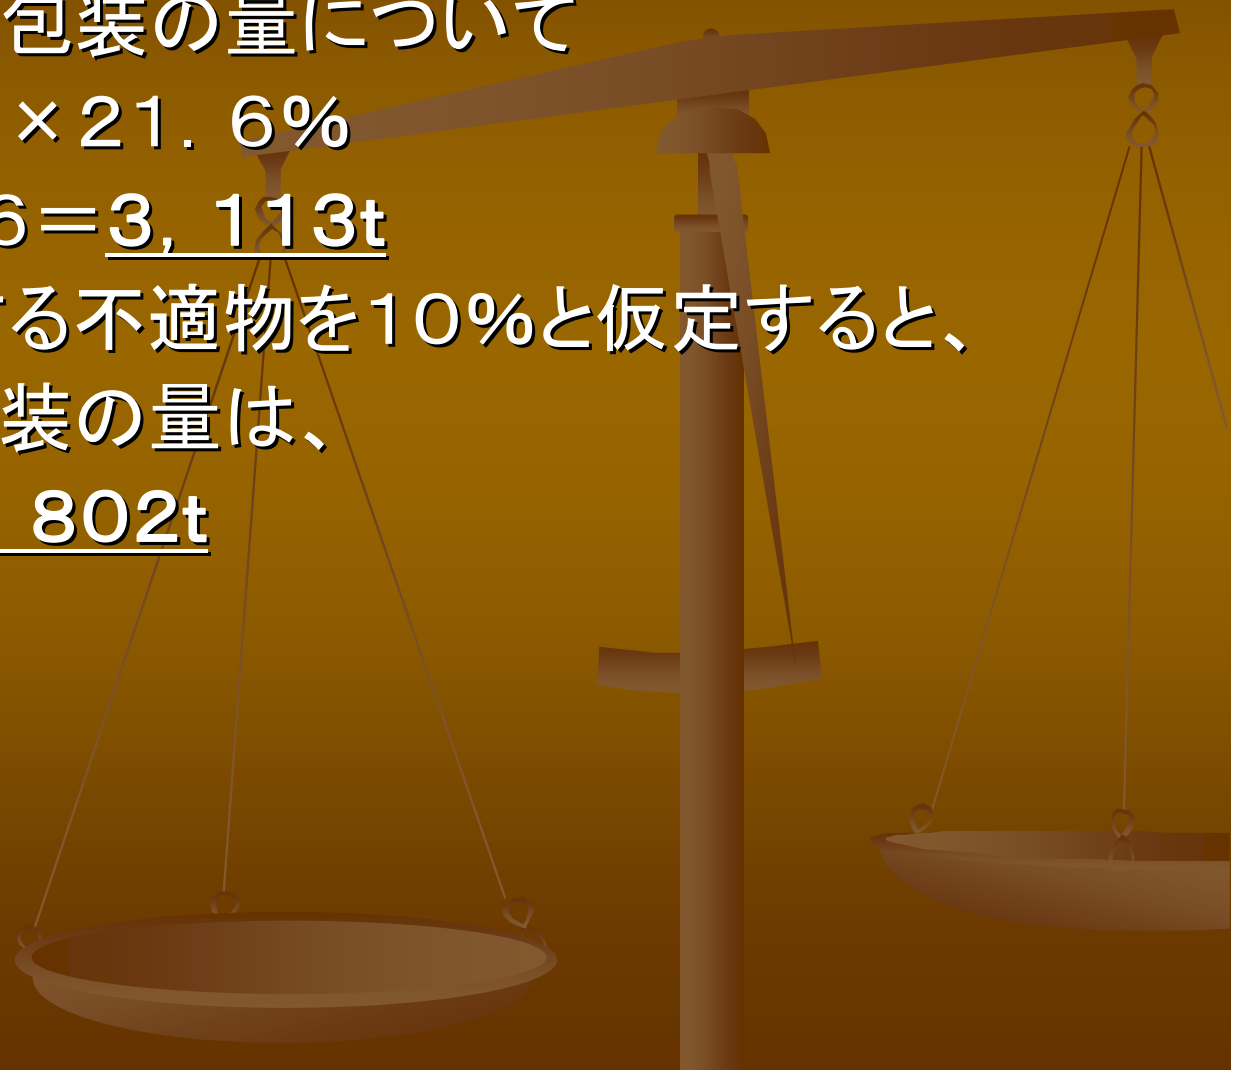 包装の量について
×21．6%
6＝3，113t
る不適物を10%と仮定すると、
装の量は、
802t